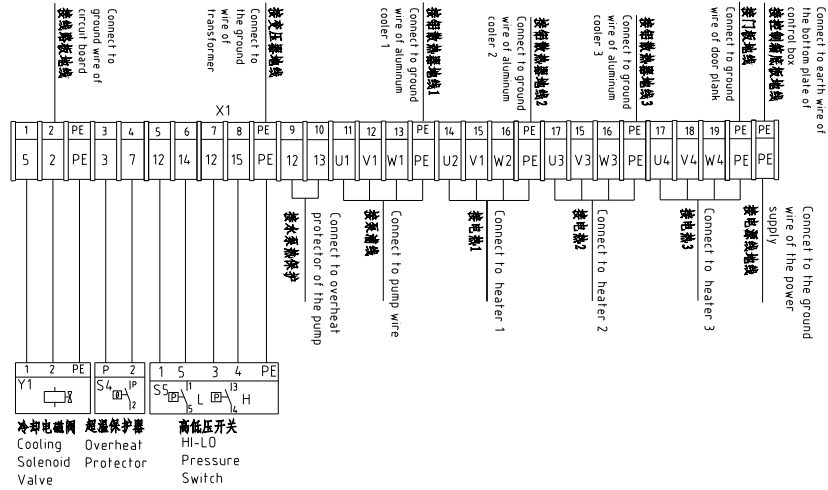 接线路板地线
Connect to
ground wire of
circuit board
接变压器地线
Connect to
the ground
wire of
transformer
接铝散热器地线1
Connect to ground
wire of aluminum
cooler 1
接铝散热器地线2
Connect to ground
wire of aluminum
cooler 2
接铝散热器地线3
Connect to ground
wire of aluminum
cooler 3
接门板地线
Connect to ground
wire of door plank
接控制箱底板地线
Connect to earth wire of
the bottom plate of
control box
X1
1 2 PE 3 4 5 6 7 8 PE 9 10 11 12 13 PE 14 15 16 PE 17 15 16 PE 17 18 19 PE PE
5 2 PE 3 7 12 14 12 15 PE 12 13 U1 V1 W1 PE U2 V1 W2 PE U3 V3 W3 PE U4 V4 W4 PE PE
接水泵热保护
Connect to overheat
protector of the pump
接泵浦线
Connect to pump wire
接电热1
Connect to heater 1
接电热2
Connect to heater 2
接电热3
Connect to heater 3
接电源线地线
Conncet to the ground
wire of the power
supply
1 2 PE
Y1
P 2
S4
P
2
1 5 3 4 PE
S5
P
1
5
L
P
3
4
H
冷却电磁阀
Cooling
Solenoid
Valve
超温保护器
Overheat
Protector
高低压开关
HI-LO
Pressure
Switch